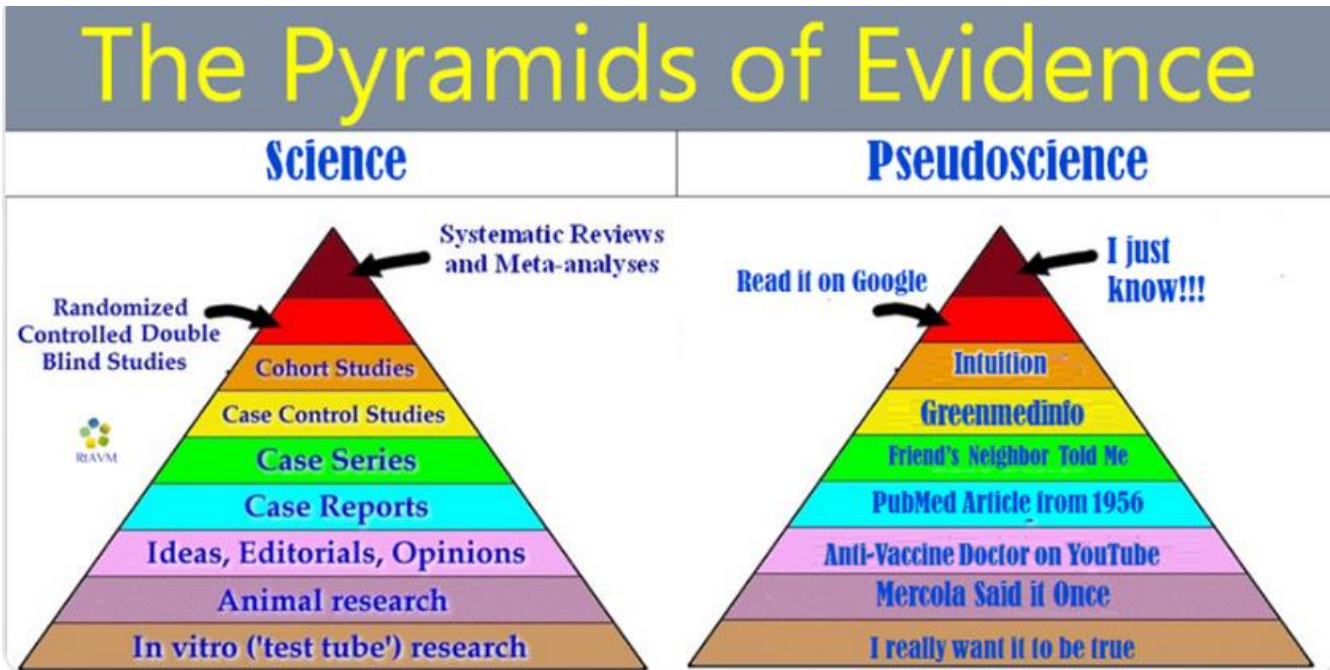 The Pyramids of Evidence
Science
Systematic Reviews
and Meta-analyses
Randomized
Controlled Double
Blind Studies
Cohort Studies
Case Control Studies
Case Series
Case Reports
Ideas, Editorials, Opinions
Animal research
In vitro ('test tube') research
RtAVM
Pseudoscience
I just
know!!!
Read it on Google
Intuition
Greenmedinfo
Friend's Neighbor Told Me
PubMed Article from 1956
Anti-Vaccine Doctor on YouTube
Mercola Said it Once
I really want it to be true